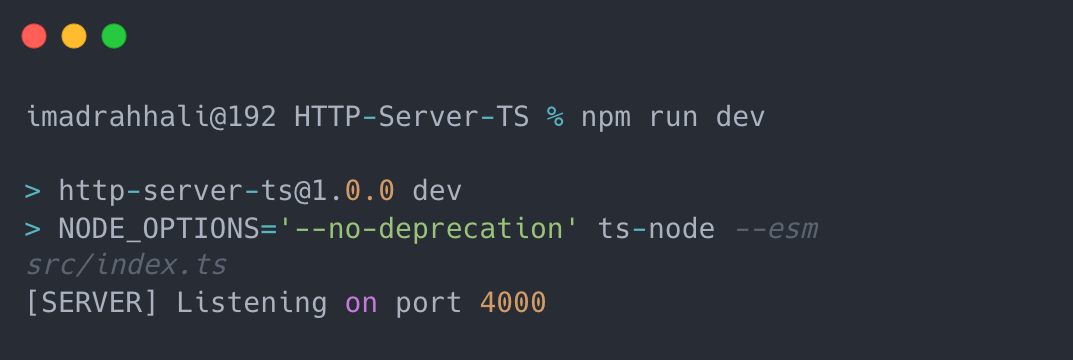 imadrahhali@192 HTTP-Server-TS % npm run dev
> http-server-ts@1.0.0 dev
> NODE_OPTIONS='--no-deprecation' ts-node --esm
src/index.ts
[SERVER] Listening on port 4000